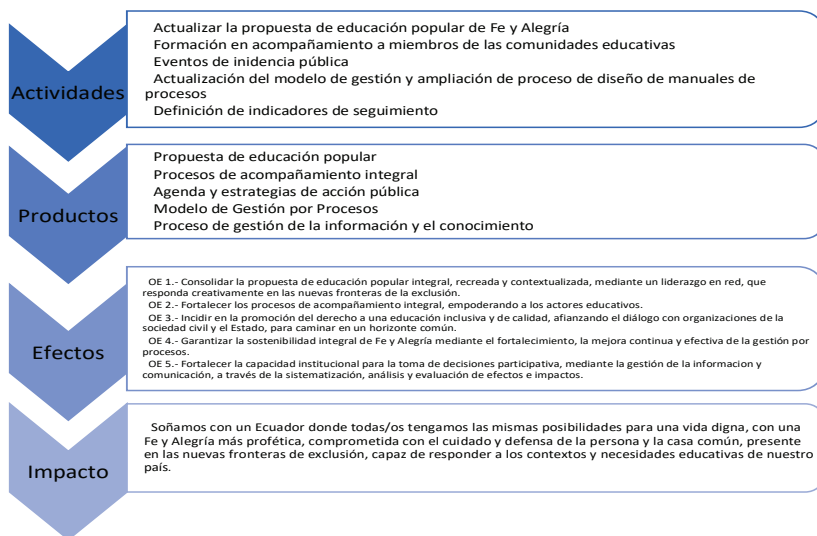 Actividades
Actualizar la propuesta de educación popular de Fe y Alegría
Formación en acompañamiento a miembros de las comunidades educativas
Eventos de inidencia pública
Actualización del modelo de gestión y ampliación de proceso de diseño de manuales de
procesos
Definición de indicadores de seguimiento
Productos
Propuesta de educación popular
Procesos de acompañamiento integral
Agenda y estrategias de acción pública
Modelo de Gestión por Procesos
Proceso de gestión de la información y el conocimiento
Efectos
OE 1.- Consolidar la propuesta de educación popular integral, recreada y contextualizada, mediante un liderazgo en red, que
responda creativamente en las nuevas fronteras de la exclusión.
OE 2.- Fortalecer los procesos de acompañamiento integral, empoderando a los actores educativos.
OE 3.- Incidir en la promoción del derecho a una educación inclusiva y de calidad, afianzando el diálogo con organizaciones de la
sociedad civil y el Estado, para caminar en un horizonte común.
OE 4.- Garantizar la sostenibilidad integral de Fe y Alegría mediante el fortalecimiento, la mejora continua y efectiva de la gestión por
procesos.
OE 5.- Fortalecer la capacidad institucional para la toma de decisiones participativa, mediante la gestión de la informacion y
comunicación, a través de la sistematización, análisis y evaluación de efectos e impactos.
Impacto
Soñamos con un Ecuador donde todas/os tengamos las mismas posibilidades para una vida digna, con una
Fe y Alegría más profética, comprometida con el cuidado y defensa de la persona y la casa común, presente
en las nuevas fronteras de exclusión, capaz de responder a los contextos y necesidades educativas de nuestro
país.